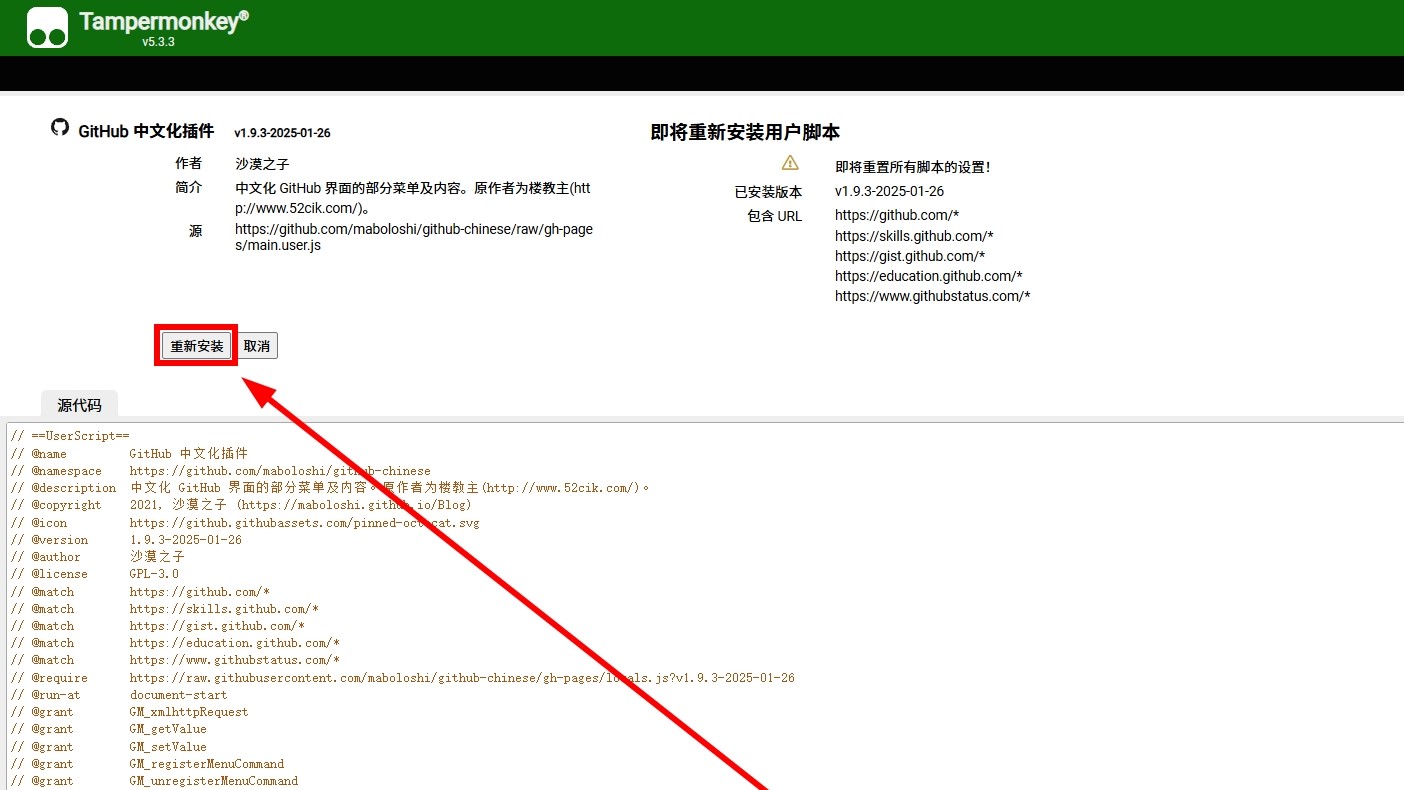 Tampermonkey®
v5.3.3
GitHub 中文化插件 v1.9.3-2025-01-26
作者 沙漠之子
简介 中文化 GitHub 界面的部分菜单及内容。原作者为楼教主(htt
p://www.52cik.com/)。
源 https://github.com/maboloshi/github-chinese/raw/gh-page
s/main.user.js
即将重新安装用户脚本
即将重置所有脚本的设置!
已安装版本 v1.9.3-2025-01-26
包含 URL https://github.com/*
https://skills.github.com/*
https://gist.github.com/*
https://education.github.com/*
https://www.githubstatus.com/*
重新安装 取消
源代码
// ==UserScript==
// @name GitHub 中文化插件
// @namespace https://github.com/maboloshi/github-chinese
// @description 中文化 GitHub 界面的部分菜单及内容。原作者为楼教主(http://www.52cik.com/)。
// @copyright 2021, 沙漠之子 (https://maboloshi.github.io/Blog)
// @icon https://github.githubassets.com/pinned-octocat.svg
// @version 1.9.3-2025-01-26
// @author 沙漠之子
// @license GPL-3.0
// @match https://github.com/*
// @match https://skills.github.com/*
// @match https://gist.github.com/*
// @match https://education.github.com/*
// @match https://www.githubstatus.com/*
// @require https://raw.githubusercontent.com/maboloshi/github-chinese/gh-pages/locals.js?v1.9.3-2025-01-26
// @run-at document-start
// @grant GM_xmlhttpRequest
// @grant GM_getValue
// @grant GM_setValue
// @grant GM_registerMenuCommand
// @grant GM_unregisterMenuCommand